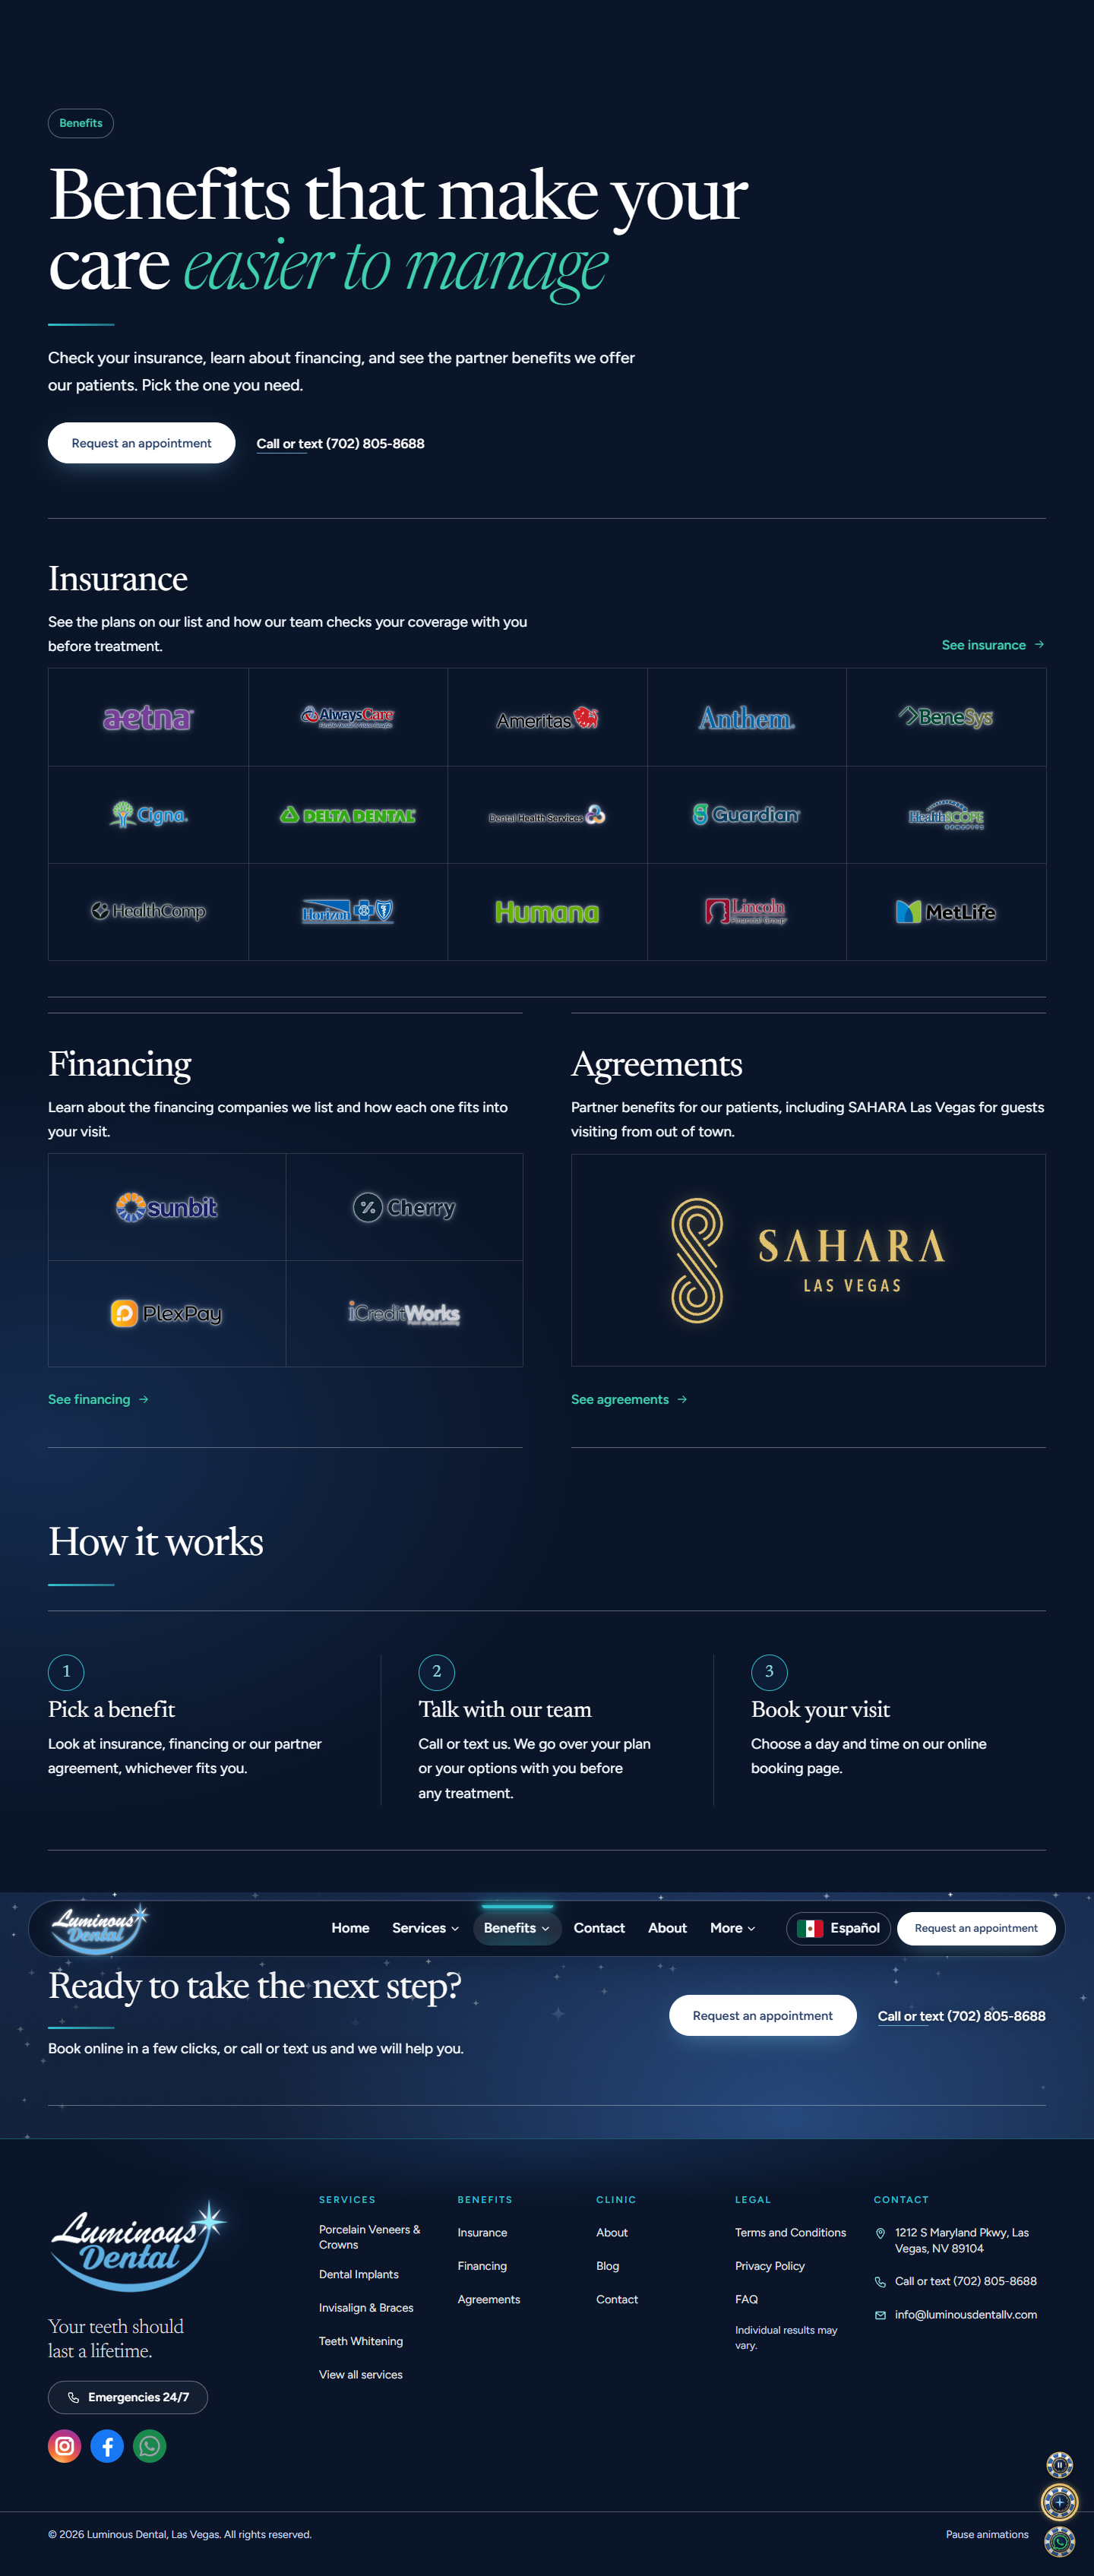 Benefits
Benefits that make your
care easier to manage
Check your insurance, learn about financing, and see the partner benefits we offer
our patients. Pick the one you need.
Request an appointment
Call or text (702) 805-8688
Insurance
See the plans on our list and how our team checks your coverage with you
before treatment.
See insurance
aetna
AlwaysCare
Ameritas
Anthem
BeneSys
Cigna
DELTA DENTAL
Dental Health Services
Guardian
HealthSCOPE
BENEFITS
HealthComp
Horizon
Humana
Lincoln
Financial Group
MetLife
Financing
Learn about the financing companies we list and how each one fits into
your visit.
sunbit
Cherry
PlexPay
iCreditWorks
See financing
Agreements
Partner benefits for our patients, including SAHARA Las Vegas for guests
visiting from out of town.
SAHARA
LAS VEGAS
See agreements
How it works
1
Pick a benefit
Look at insurance, financing or our partner
agreement, whichever fits you.
2
Talk with our team
Call or text us. We go over your plan
or your options with you before
any treatment.
3
Book your visit
Choose a day and time on our online
booking page.
Luminous
Dental
Home
Services
Benefits
Contact
About
More
Español
Request an appointment
Ready to take the next step?
Book online in a few clicks, or call or text us and we will help you.
Request an appointment
Call or text (702) 805-8688
Luminous
Dental
Your teeth should
last a lifetime.
Emergencies 24/7
SERVICES
Porcelain Veneers &
Crowns
Dental Implants
Invisalign & Braces
Teeth Whitening
View all services
BENEFITS
Insurance
Financing
Agreements
CLINIC
About
Blog
Contact
LEGAL
Terms and Conditions
Privacy Policy
FAQ
Individual results may
vary.
CONTACT
1212 S Maryland Pkwy, Las
Vegas, NV 89104
Call or text (702) 805-8688
info@luminousdentallv.com
© 2026 Luminous Dental, Las Vegas. All rights reserved.
Pause animations